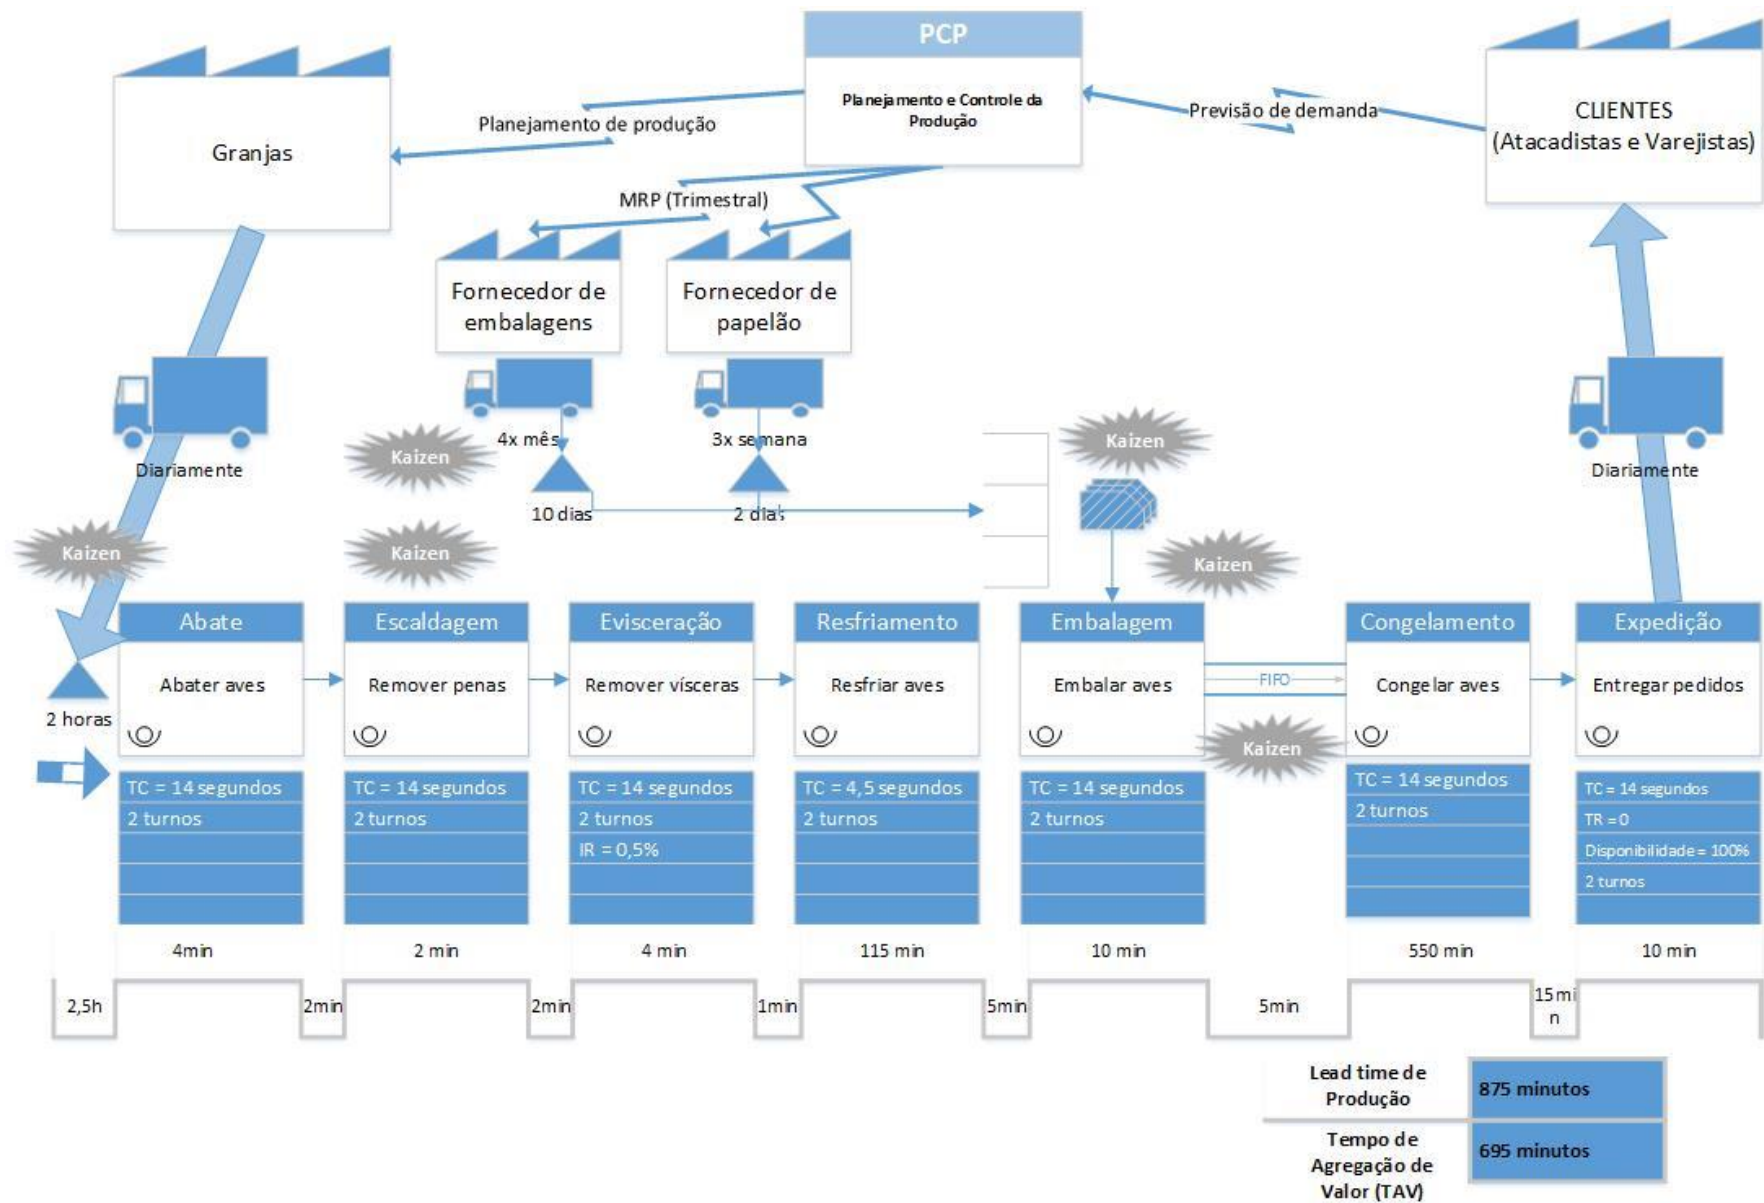 PCP
Planejamento e Controle da
Produção
Granjas
Planejamento de produção
Previsão de demanda
CLIENTES
(Atacadistas e Varejistas)
MRP (Trimestral)
Fornecedor de
embalagens
Fornecedor de
papelão
Diariamente
4x mês
3x semana
Diariamente
Kaizen
Kaizen
10 dias
2 dias
Kaizen
Kaizen
Kaizen
2 horas
Abate
Abater aves
Escaldagem
Remover penas
Evisceração
Remover vísceras
Resfriamento
Resfriar aves
Embalagem
Embalar aves
FIFO
Kaizen
Congelamento
Congelar aves
Expedição
Entregar pedidos
TC = 14 segundos
2 turnos
TC = 14 segundos
2 turnos
TC = 14 segundos
2 turnos
IR = 0,5%
TC = 4,5 segundos
2 turnos
TC = 14 segundos
2 turnos
TC = 14 segundos
2 turnos
TC = 14 segundos
TR = 0
Disponibilidade = 100%
2 turnos
4min
2 min
4 min
115 min
10 min
550 min
10 min
2,5h
2min
2min
1min
5min
5min
15mi
n
Lead time de
Produção
875 minutos
Tempo de
Agregação de
Valor (TAV)
695 minutos